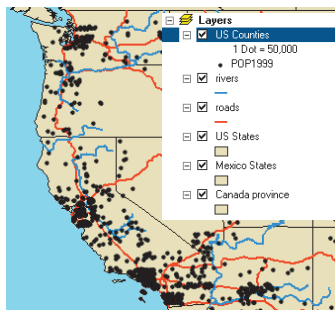 Layers
US Counties
1 Dot = 50,000
POP1999
rivers
roads
US States
Mexico States
Canada province